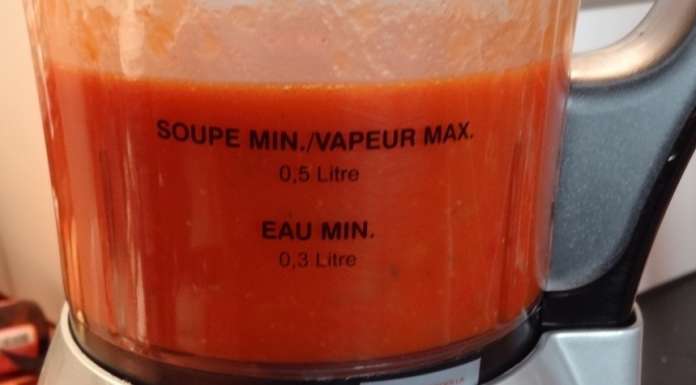 SOUPE MIN./VAPEUR MAX.
0,5 Litre
EAU MIN.
0,3 Litre